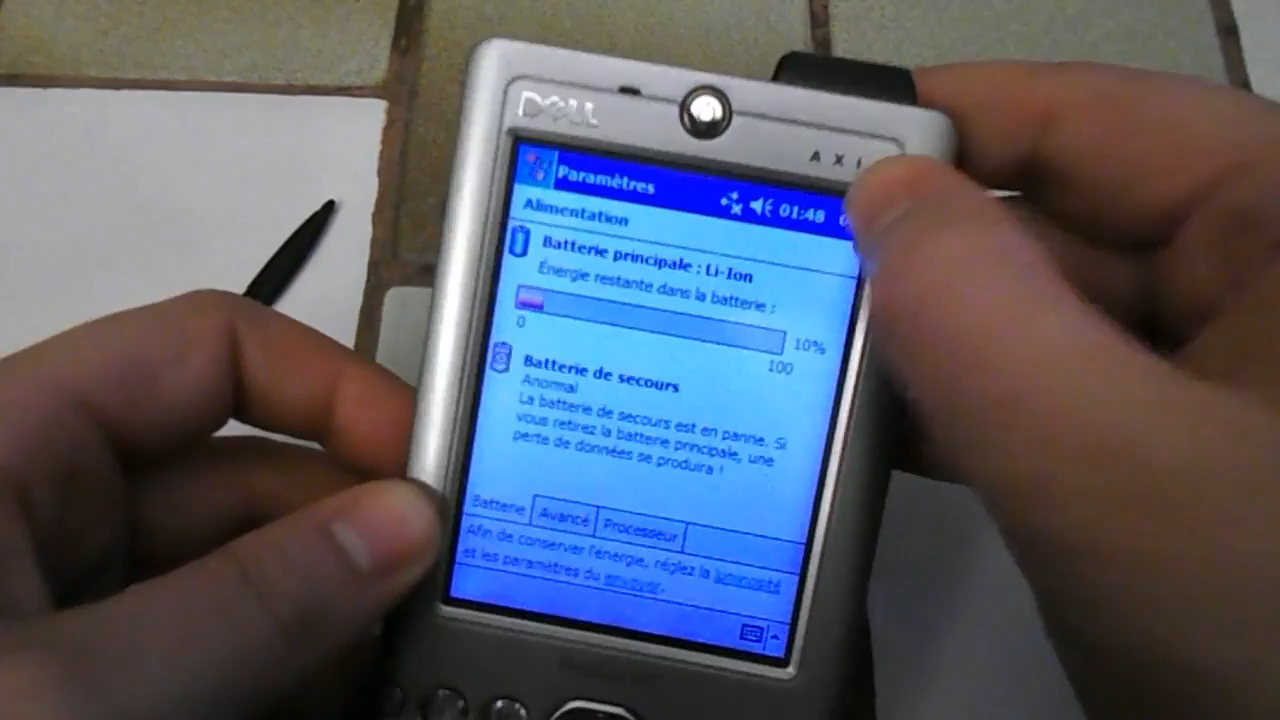 DELL
A X I
Paramètres 01:48
Alimentation
Batterie principale : Li-Ion
Énergie restante dans la batterie :
10%
0 100
Batterie de secours
Anormal
La batterie de secours est en panne. Si
vous retirez la batterie principale, une
perte de données se produira !
Batterie Avancé Processeur
Afin de conserver l'énergie, réglez la luminosité
et les paramètres du envoyer.